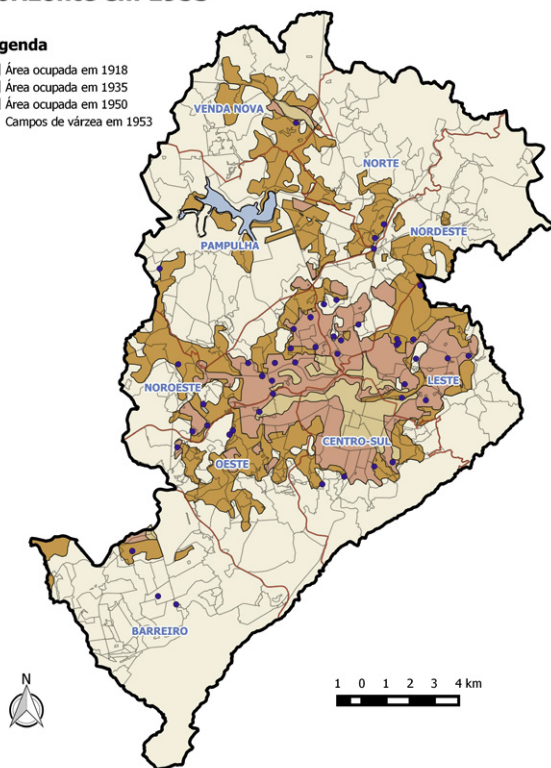 genda
Área ocupada em 1918
Área ocupada em 1935
Área ocupada em 1950
Campos de várzea em 1953
VENDA NOVA
NORTE
NORDESTE
PAMPULHA
NOROESTE
LESTE
CENTRO-SUL
OESTE
BARREIRO
N
1 0 1 2 3 4 km